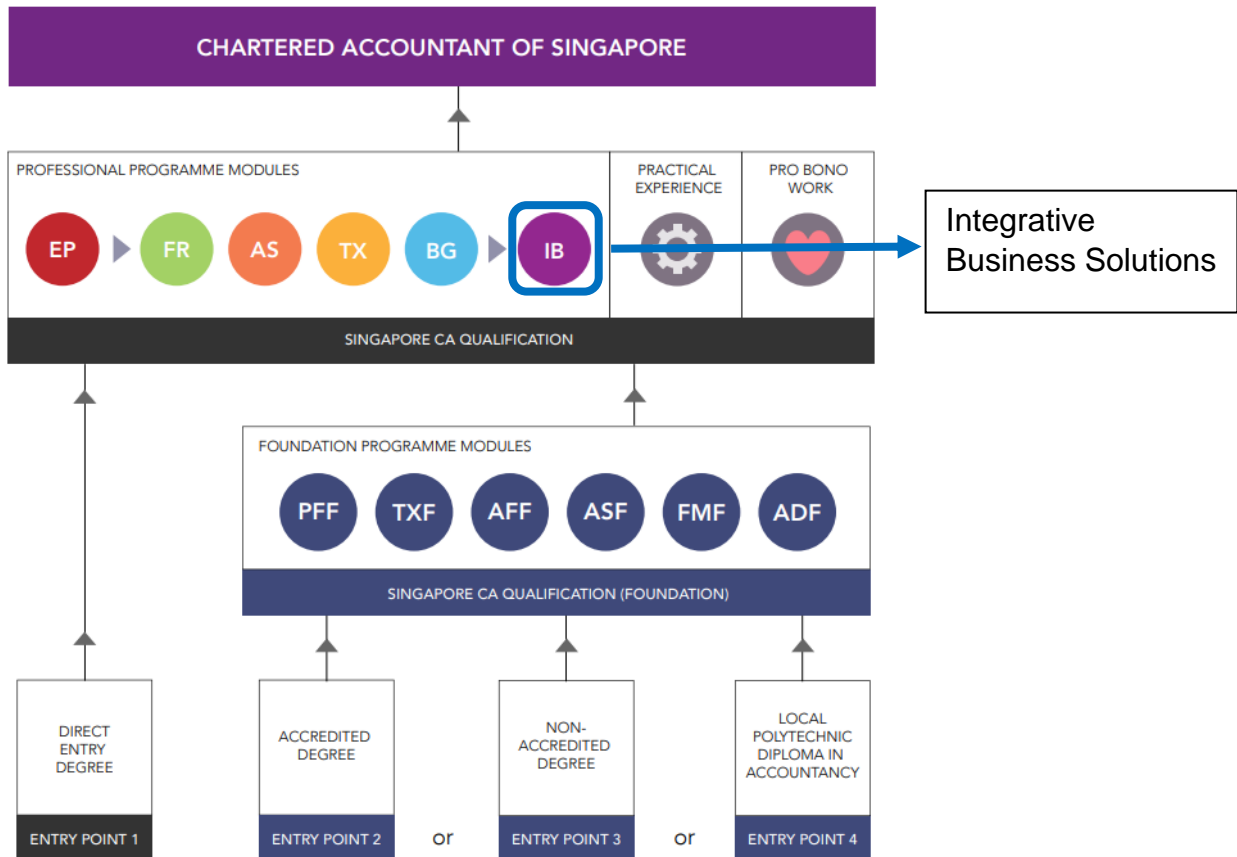 CHARTERED ACCOUNTANT OF SINGAPORE
PROFESSIONAL PROGRAMME MODULES
PRACTICAL
EXPERIENCE
PRO BONO
WORK
EP
FR
AS
TX
BG
IB
Integrative
Business Solutions
SINGAPORE CA QUALIFICATION
FOUNDATION PROGRAMME MODULES
PFF
TXF
AFF
ASF
FMF
ADF
SINGAPORE CA QUALIFICATION (FOUNDATION)
DIRECT
ENTRY
DEGREE
ENTRY POINT 1
ACCREDITED
DEGREE
ENTRY POINT 2
or
NON-
ACCREDITED
DEGREE
ENTRY POINT 3
or
LOCAL
POLYTECHNIC
DIPLOMA IN
ACCOUNTANCY
ENTRY POINT 4